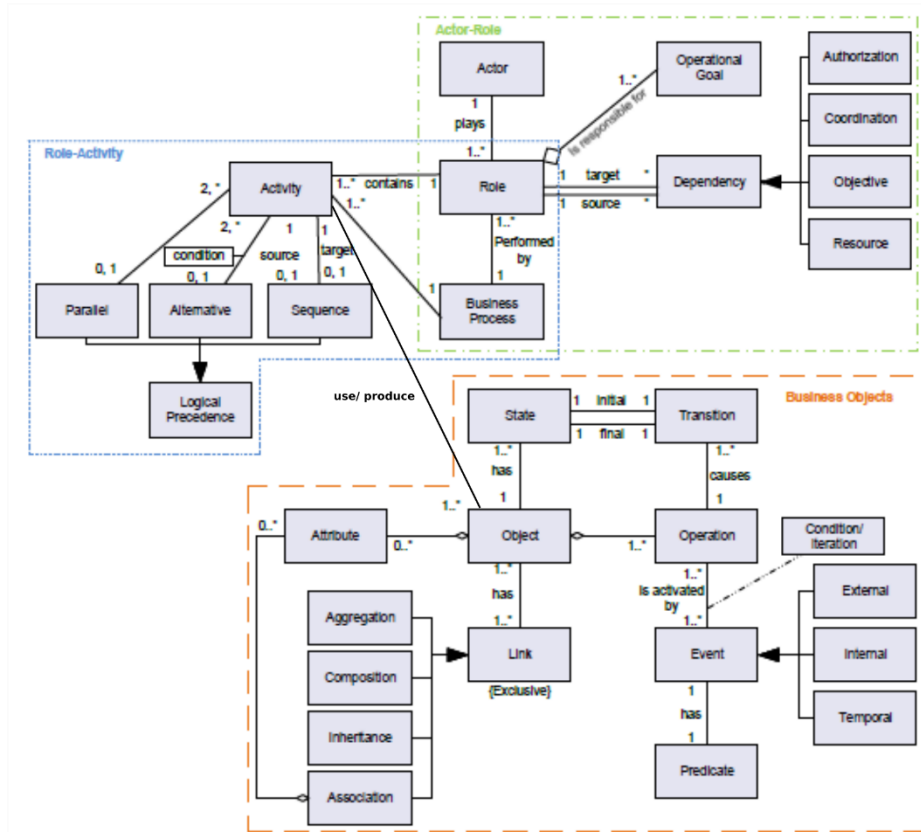 Actor-Role
Actor
Operational
Goal
Authorization
1
1..*
plays
Is responsible for
Coordination
Role-Activity
1..*
Activity
2, *
1..* contains 1
Role
1 target *
1 source *
Dependency
Objective
1..*
2, *
1
1
condition
source
target
1..*
Performed
by
Resource
0, 1
0, 1
0, 1
0, 1
1
1
Parallel
Alternative
Sequence
Business
Process
Logical
Precedence
use/ produce
Business Objects
State
1 initial 1
1 final 1
Transition
1..*
has
1
1..*
causes
1
1..*
0..*
Attribute
0..*
Object
1..*
Operation
Condition/
Iteration
1..*
has
1..*
1..*
Is activated
by
1..*
External
Aggregation
Link
{Exclusive}
Event
Internal
Composition
1
has
1
Temporal
Inheritance
Predicate
Association